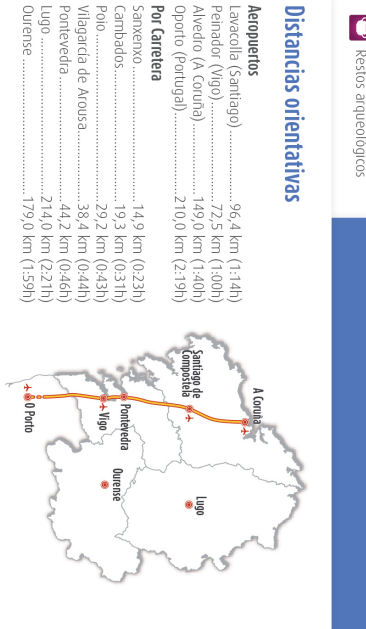 Restos arqueológicos
Distancias orientativas
Aeropuertos
Lavacolla (Santiago) 96,4 km (1:14h)
Peinador (Vigo) 72,5 km (1:00h)
Alvedro (A Coruña) 149,0 km (1:40h)
Oporto (Portugal) 210,0 km (2:19h)
Por Carretera
Sanxenxo 14,9 km (0:23h)
Cambados 19,3 km (0:31h)
Poio 29,2 km (0:43h)
Vilagarcía de Arousa 38,4 km (0:44h)
Pontevedra 44,2 km (0:46h)
Lugo 214,0 km (2:21h)
Ourense 179,0 km (1:59h)
A Coruña
Santiago de
Compostela
Lugo
Pontevedra
Vigo
Ourense
O Porto